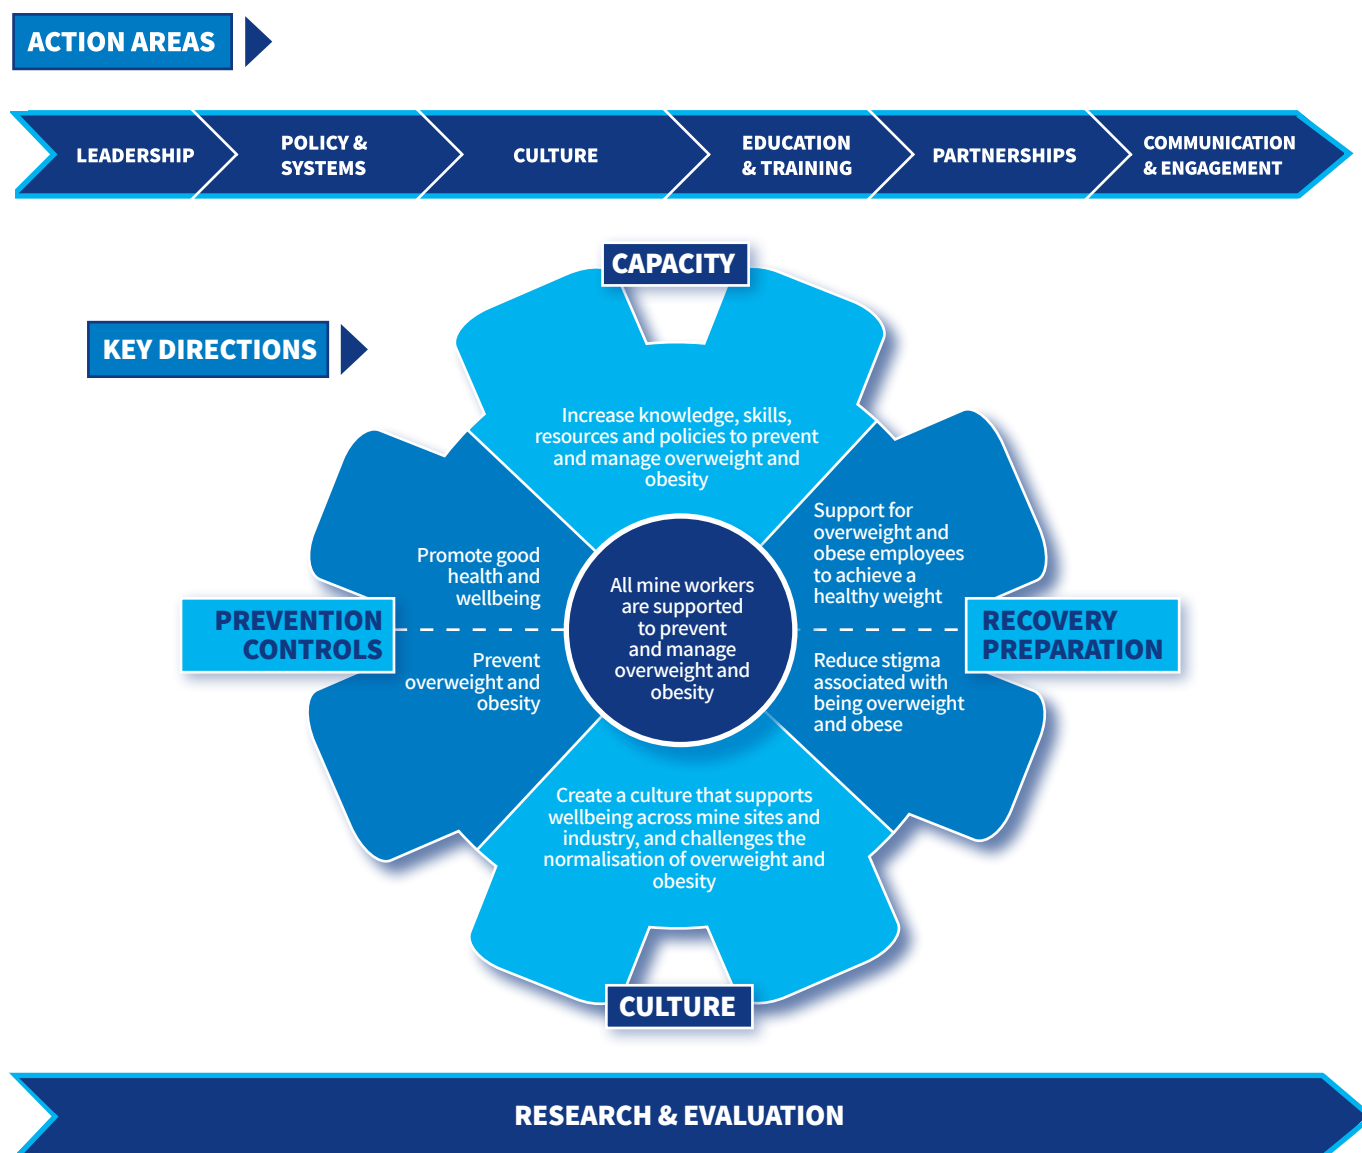 ACTION AREAS
LEADERSHIP
POLICY &
SYSTEMS
CULTURE
EDUCATION
& TRAINING
PARTNERSHIPS
COMMUNICATION
& ENGAGEMENT
KEY DIRECTIONS
CAPACITY
Increase knowledge, skills,
resources and policies to prevent
and manage overweight and
obesity
PREVENTION
CONTROLS
Promote good
health and
wellbeing
Prevent
overweight and
obesity
All mine workers
are supported
to prevent
and manage
overweight and
obesity
Support for
overweight and
obese employees
to achieve a
healthy weight
Reduce stigma
associated with
being overweight
and obese
RECOVERY
PREPARATION
Create a culture that supports
wellbeing across mine sites and
industry, and challenges the
normalisation of overweight and
obesity
CULTURE
RESEARCH & EVALUATION